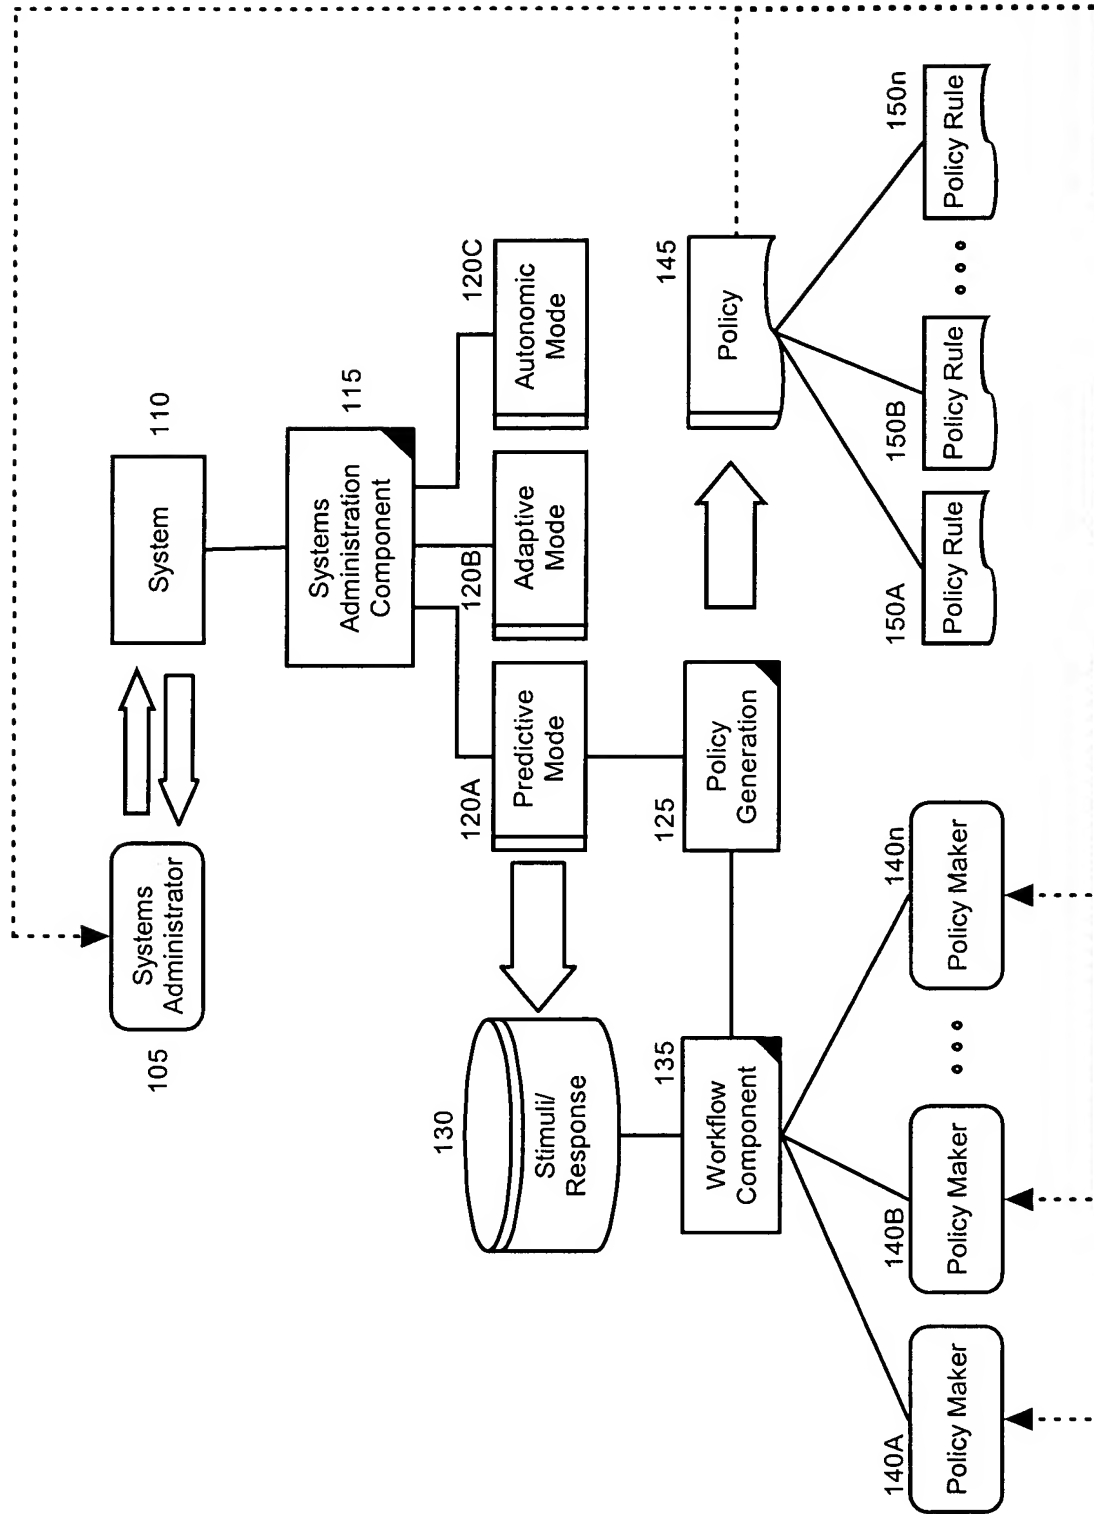 105
Systems
Administrator
110
System
115
Systems
Administration
Component
130
Stimuli/
Response
120A
Predictive
Mode
120B
Adaptive
Mode
120C
Autonomic
Mode
135
Workflow
Component
125
Policy
Generation
145
Policy
140A
Policy Maker
140B
Policy Maker
140n
Policy Maker
150A
Policy Rule
150B
Policy Rule
150n
Policy Rule